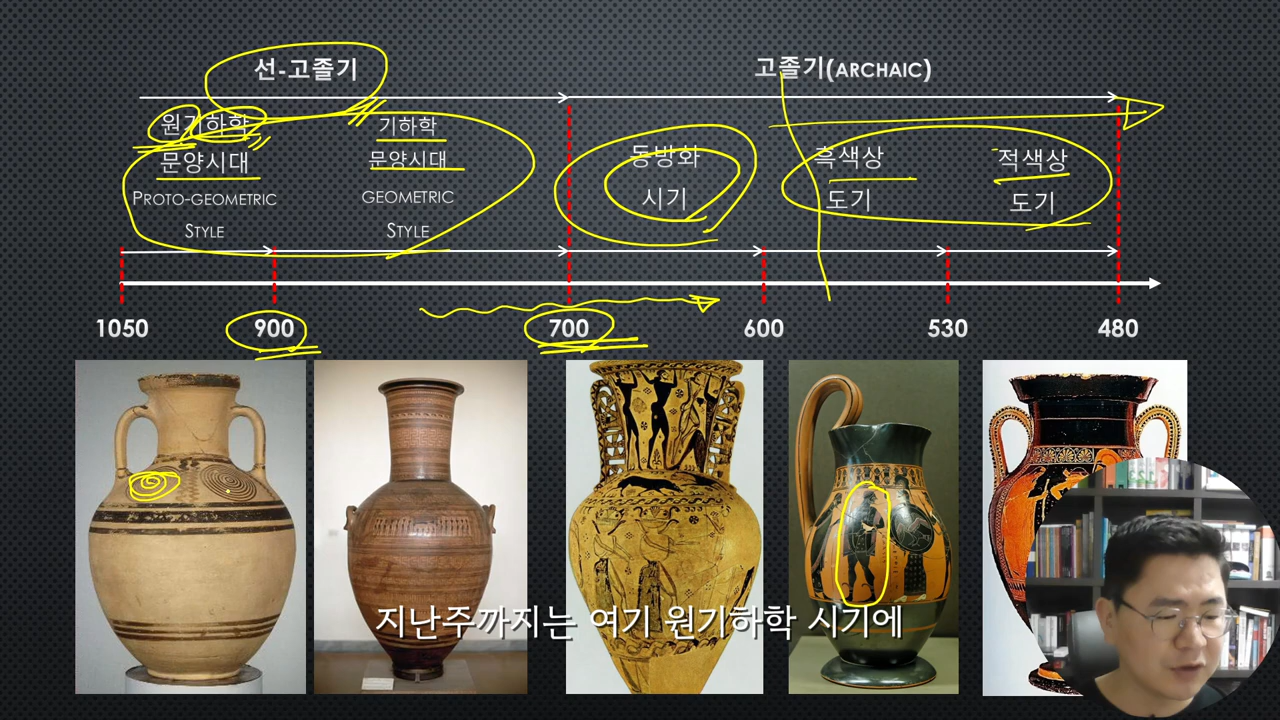 선-고졸기
고졸기(ARCHAIC)
원기하학
문양시대
PROTO-GEOMETRIC
STYLE
기하학
문양시대
GEOMETRIC
STYLE
동방화
시기
흑색상
도기
적색상
도기
1050 900 700 600 530 480
지난주까지는 여기 원기하학 시기에